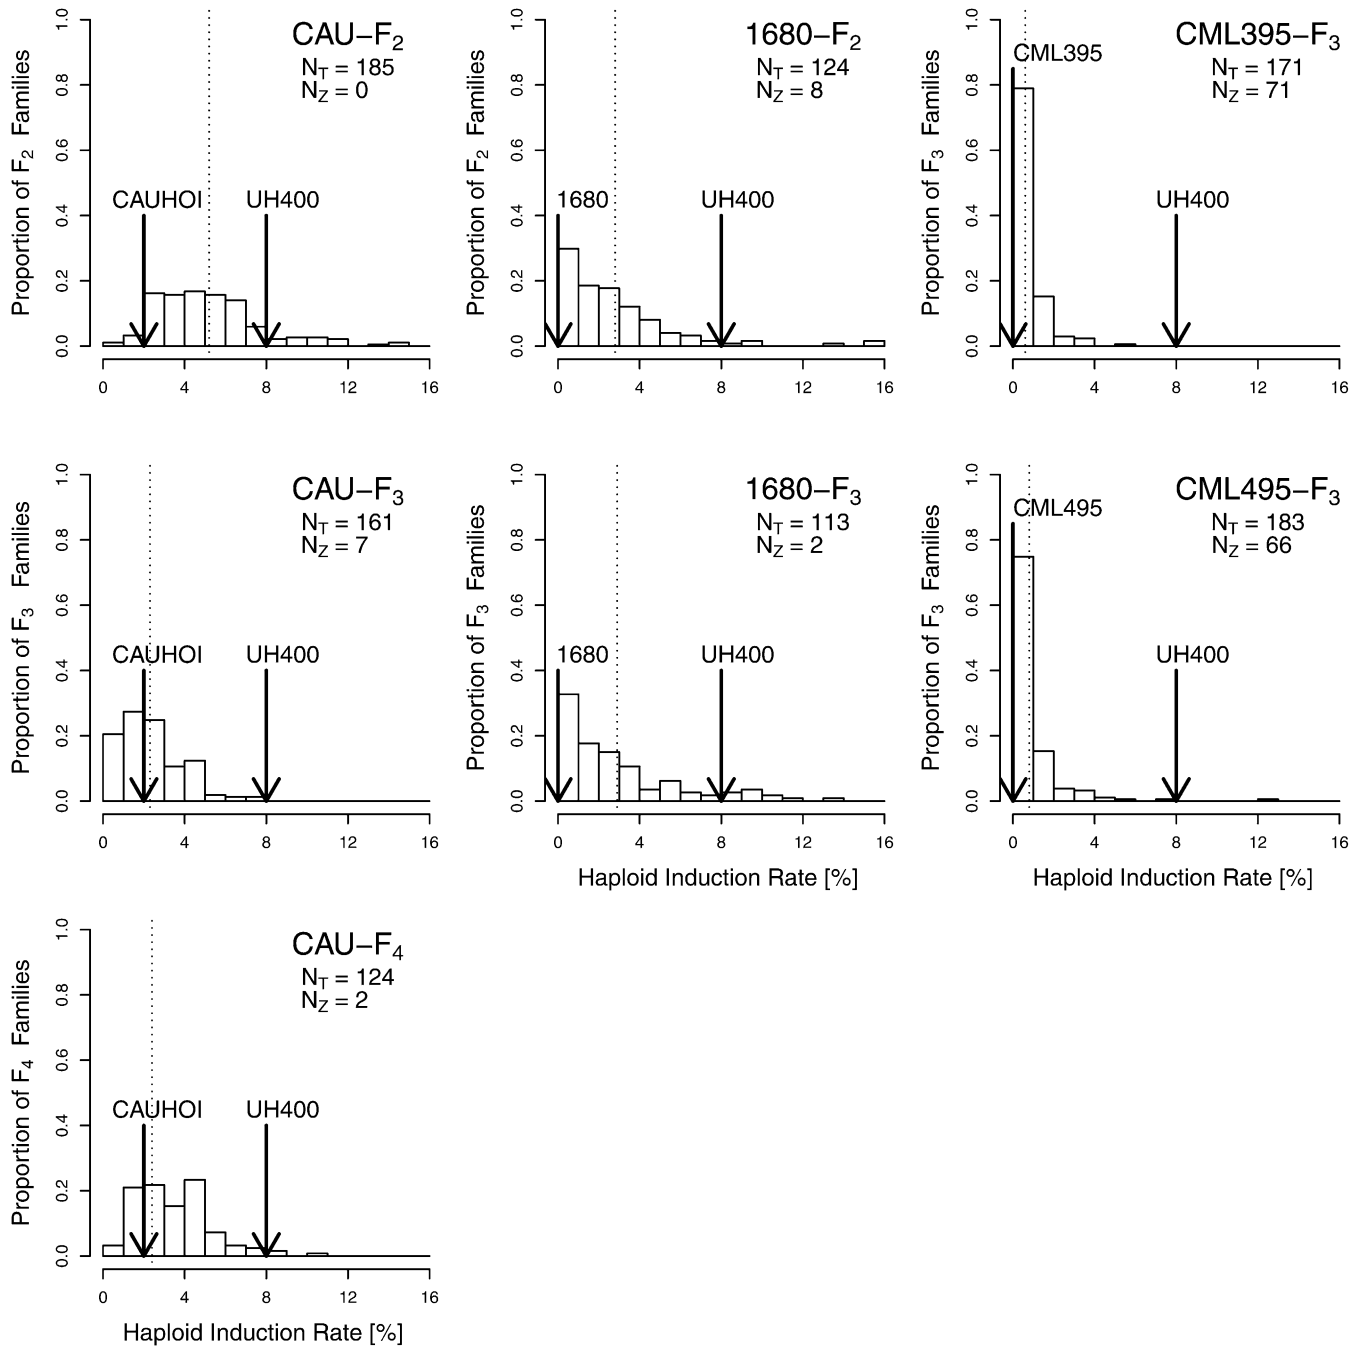 CAU−F2
NT = 185
NZ = 0
CAUHOI
UH400
Proportion of F2 Families
0.0 0.2 0.4 0.6 0.8 1.0
0 4 8 12 16
1680−F2
NT = 124
NZ = 8
1680
UH400
Proportion of F2 Families
0.0 0.2 0.4 0.6 0.8 1.0
0 4 8 12 16
CML395−F3
NT = 171
NZ = 71
CML395
UH400
Proportion of F3 Families
0.0 0.2 0.4 0.6 0.8 1.0
0 4 8 12 16
CAU−F3
NT = 161
NZ = 7
CAUHOI
UH400
Proportion of F3 Families
0.0 0.2 0.4 0.6 0.8 1.0
0 4 8 12 16
1680−F3
NT = 113
NZ = 2
1680
UH400
Proportion of F3 Families
0.0 0.2 0.4 0.6 0.8 1.0
0 4 8 12 16
Haploid Induction Rate [%]
CML495−F3
NT = 183
NZ = 66
CML495
UH400
Proportion of F3 Families
0.0 0.2 0.4 0.6 0.8 1.0
0 4 8 12 16
Haploid Induction Rate [%]
CAU−F4
NT = 124
NZ = 2
CAUHOI
UH400
Proportion of F4 Families
0.0 0.2 0.4 0.6 0.8 1.0
0 4 8 12 16
Haploid Induction Rate [%]